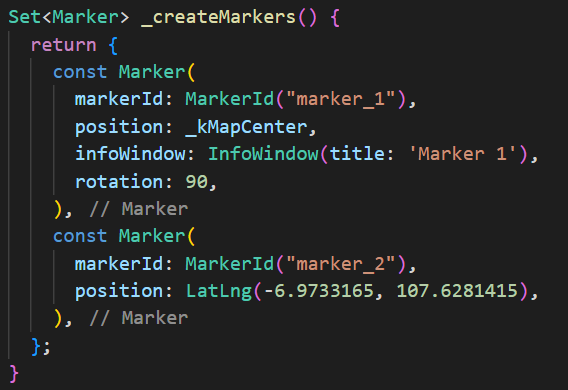 Set<Marker> _createMarkers() {
  return {
    const Marker(
      markerId: MarkerId("marker_1"),
      position: _kMapCenter,
      infoWindow: InfoWindow(title: 'Marker 1'),
      rotation: 90,
    ), // Marker
    const Marker(
      markerId: MarkerId("marker_2"),
      position: LatLng(-6.9733165, 107.6281415),
    ), // Marker
  };
}